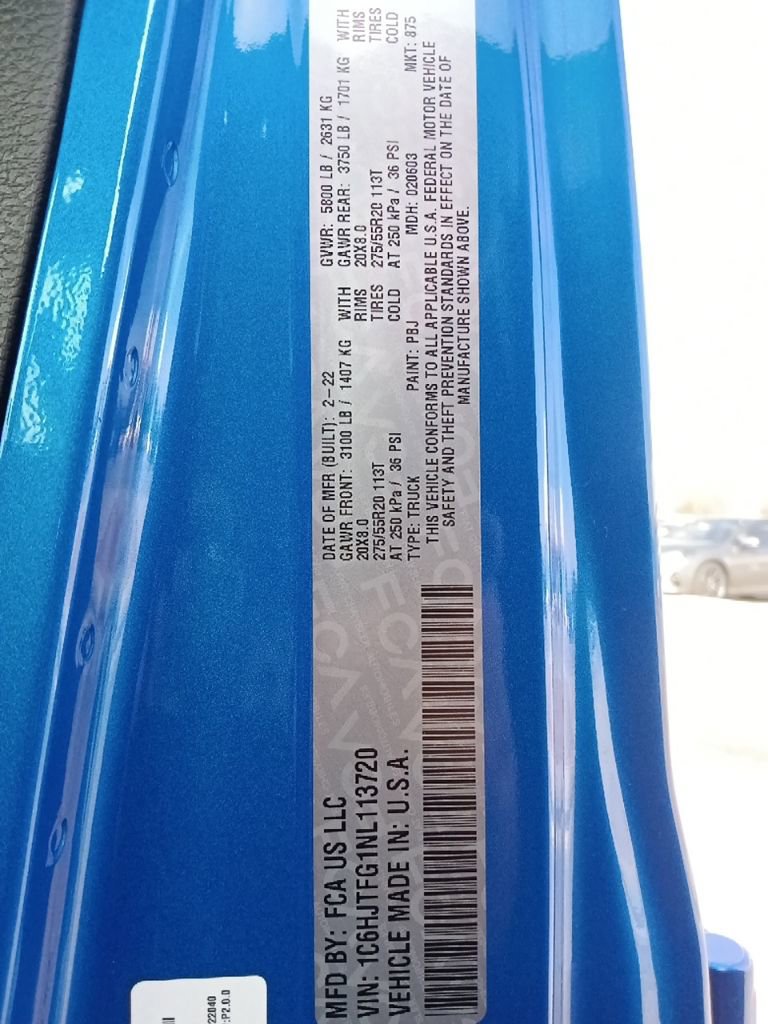 MFD BY: FCA US LLC
VIN: 1C6HJTFG1NL113720
VEHICLE MADE IN: U.S.A.
DATE OF MFR (BUILT): 2-22 GVWR: 5800 LB / 2631 KG
GAWR FRONT: 3100 LB / 1407 KG WITH GAWR REAR: 3750 LB / 1701 KG WITH
20X8.0 RIMS 20X8.0 RIMS
275/55R20 113T TIRES 275/55R20 113T TIRES
AT 250 kPa / 36 PSI COLD AT 250 kPa / 36 PSI COLD
TYPE: TRUCK PAINT: PBJ MDH: 020603 MKT: 875
THIS VEHICLE CONFORMS TO ALL APPLICABLE U.S.A. FEDERAL MOTOR VEHICLE
SAFETY AND THEFT PREVENTION STANDARDS IN EFFECT ON THE DATE OF
MANUFACTURE SHOWN ABOVE.
22040
:P2.0.0